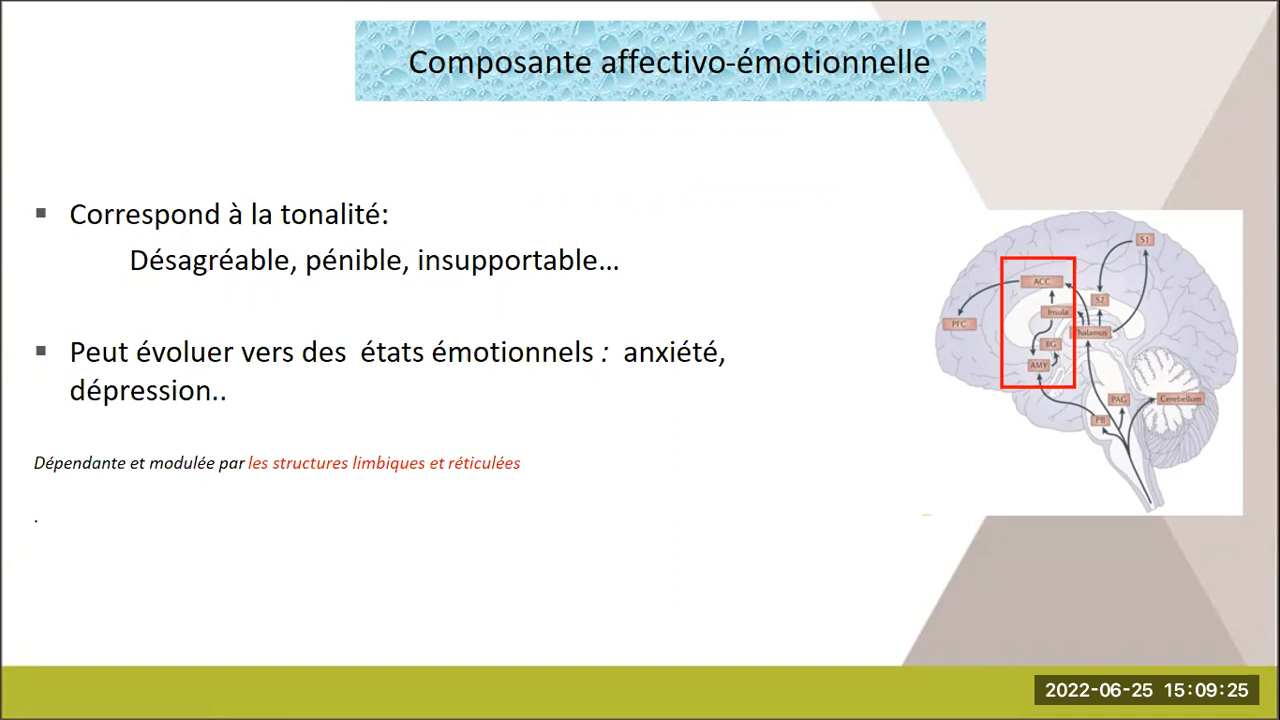 Composante affectivo-émotionnelle
Correspond à la tonalité:
Désagréable, pénible, insupportable...
Peut évoluer vers des états émotionnels : anxiété,
dépression..
Dépendante et modulée par les structures limbiques et réticulées
.
S1
ACC
S2
Insula
PFC
Thalamus
BG
AMY
PAG
Cerebellum
PB
2022-06-25 15:09:25